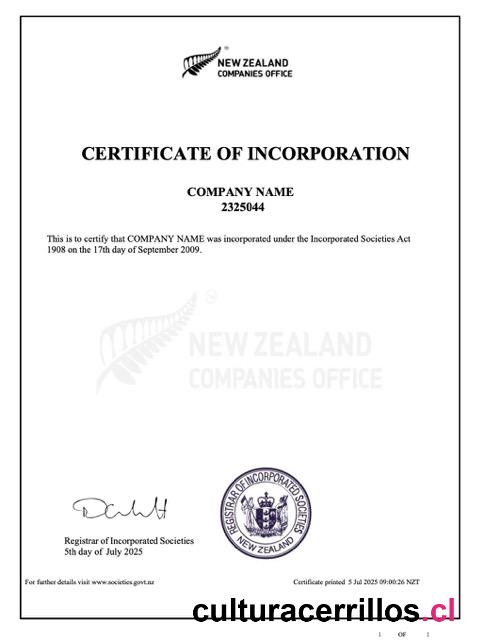 NEW ZEALAND
COMPANIES OFFICE
CERTIFICATE OF INCORPORATION
COMPANY NAME
2325044
This is to certify that COMPANY NAME was incorporated under the Incorporated Societies Act
1908 on the 17th day of September 2009.
NEW ZEALAND
COMPANIES OFFICE
REGISTRAR OF INCORPORATED SOCIETIES
NEW ZEALAND
Registrar of Incorporated Societies
5th day of July 2025
For further details visit www.societies.govt.nz
Certificate printed 5 Jul 2025 09:00:26 NZT
culturacerrillos.cl
1 OF 1